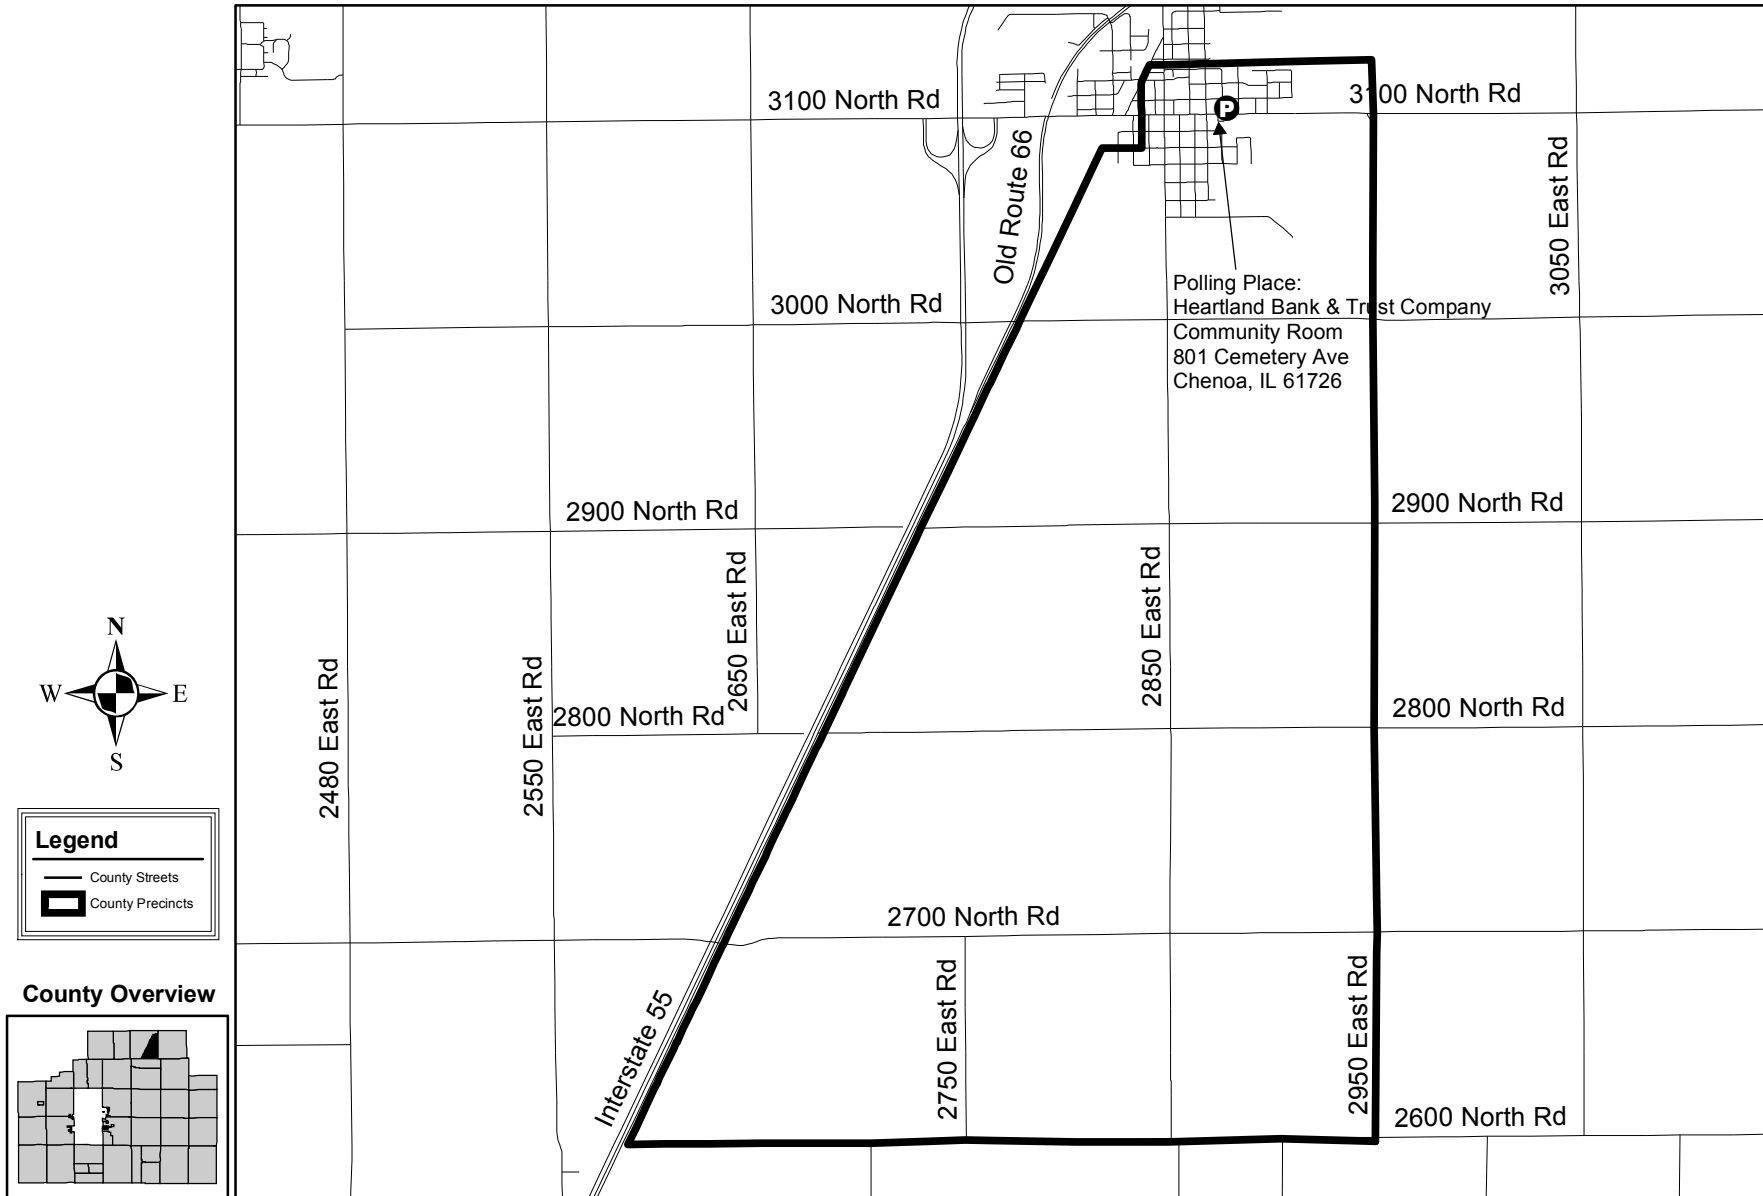 3100 North Rd
3100 North Rd
P
Old Route 66
3050 East Rd
Polling Place:
Heartland Bank & Trust Company
Community Room
801 Cemetery Ave
Chenoa, IL 61726
3000 North Rd
2900 North Rd
2900 North Rd
2650 East Rd
2850 East Rd
N
W
E
S
2480 East Rd
2550 East Rd
2800 North Rd
2800 North Rd
Legend
County Streets
County Precincts
2700 North Rd
County Overview
Interstate 55
2750 East Rd
2950 East Rd
2600 North Rd